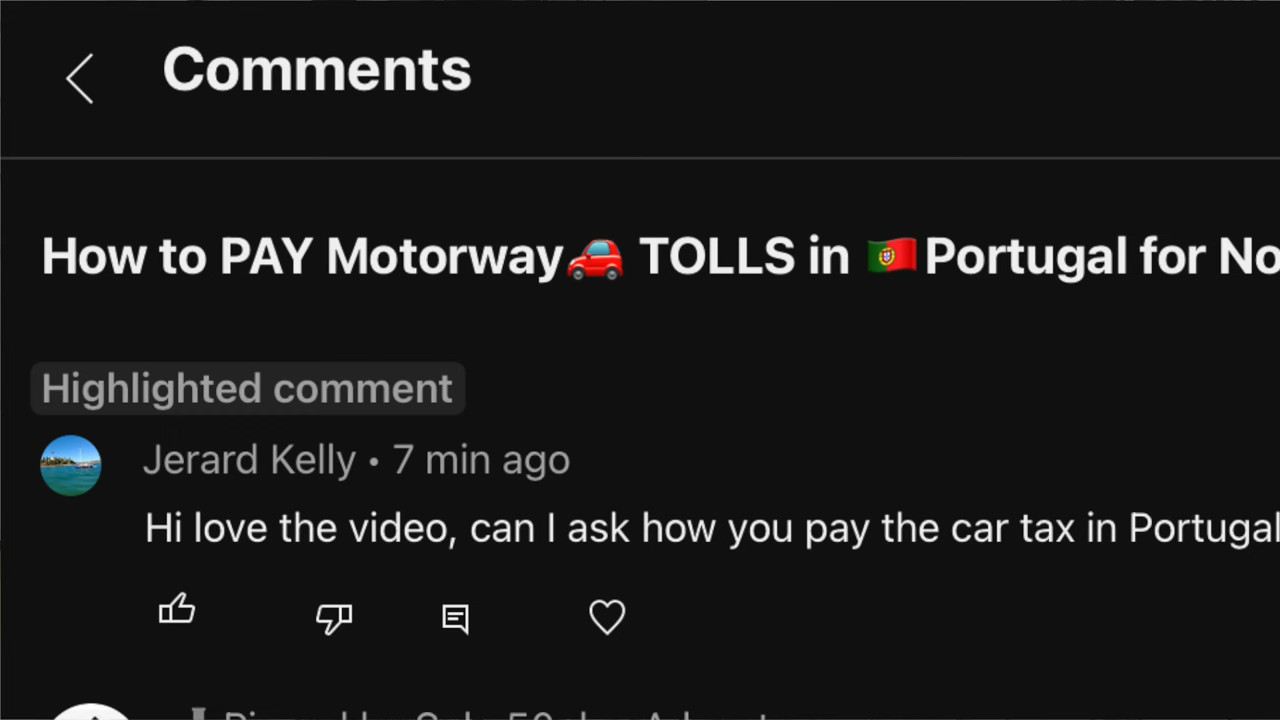 Comments
How to PAY Motorway🚗 TOLLS in 🇵🇹 Portugal for No
Highlighted comment
Jerard Kelly • 7 min ago
Hi love the video, can I ask how you pay the car tax in Portugal